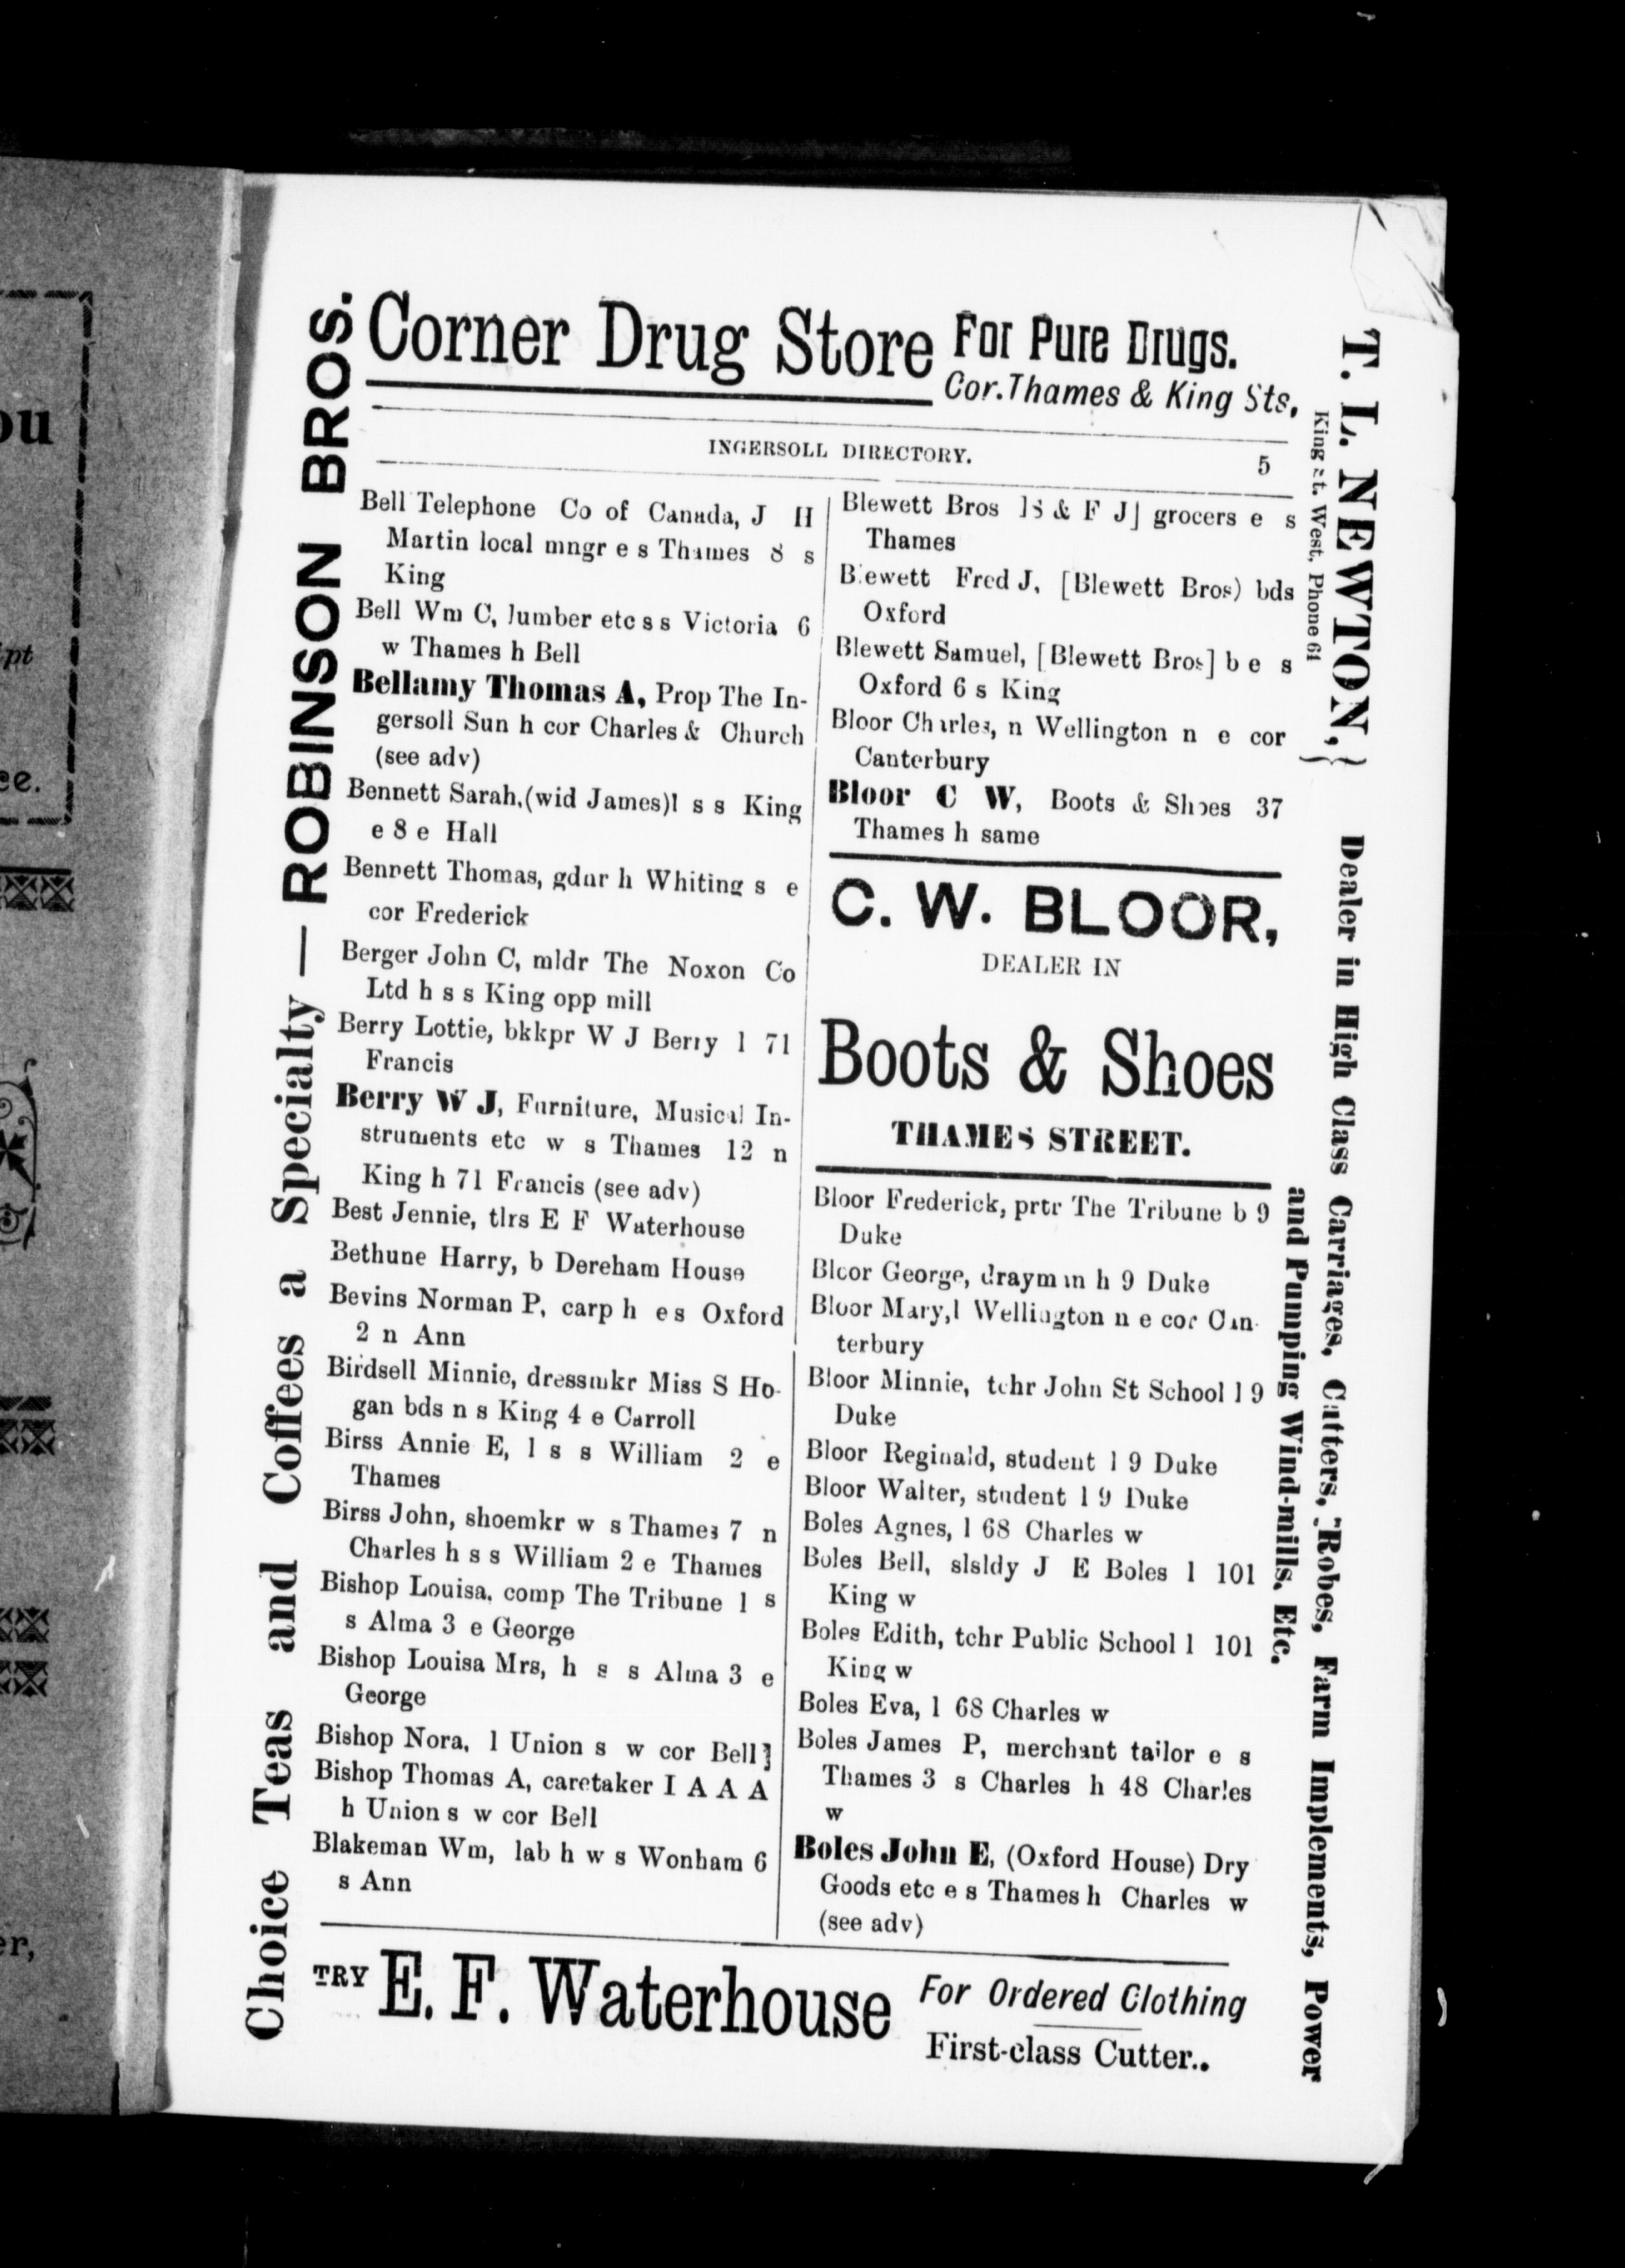 Corner Drug Store For Pure Drugs.
Cor. Thames & King Sts,
INGERSOLL DIRECTORY. 5
Bell Telephone Co of Canada, J H
Martin local mngr e s Thames 8 s
King
Bell Wm C, lumber etc s s Victoria 6
w Thames h Bell
Bellamy Thomas A, Prop The In-
gersoll Sun h cor Charles & Church
(see adv)
Bennett Sarah,(wid James)l s s King
e 8 e Hall
Bennett Thomas, gdnr h Whiting s e
cor Frederick
Berger John C, mldr The Noxon Co
Ltd h s s King opp mill
Berry Lottie, bkkpr W J Berry l 71
Francis
Berry W J, Furniture, Musical In-
struments etc w s Thames 12 n
King h 71 Francis (see adv)
Best Jennie, tlrs E F Waterhouse
Bethune Harry, b Dereham House
Bevins Norman P, carp h e s Oxford
2 n Ann
Birdsell Minnie, dressmkr Miss S Ho-
gan bds n s King 4 e Carroll
Birss Annie E, l s s William 2 e
Thames
Birss John, shoemkr w s Thames 7 n
Charles h s s William 2 e Thames
Bishop Louisa, comp The Tribune l s
s Alma 3 e George
Bishop Louisa Mrs, h s s Alma 3 e
George
Bishop Nora, l Union s w cor Bell]
Bishop Thomas A, caretaker I A A A
h Union s w cor Bell
Blakeman Wm, lab h w s Wonham 6
s Ann
Blewett Bros [S & F J] grocers e s
Thames
Blewett Fred J, [Blewett Bros) bds
Oxford
Blewett Samuel, [Blewett Bros] b e s
Oxford 6 s King
Bloor Charles, n Wellington n e cor
Canterbury
Bloor C W, Boots & Shoes 37
Thames h same
C. W. BLOOR,
DEALER IN
Boots & Shoes
THAMES STREET.
Bloor Frederick, prtr The Tribune b 9
Duke
Bloor George, drayman h 9 Duke
Bloor Mary,l Wellington n e cor Can-
terbury
Bloor Minnie, tchr John St School l 9
Duke
Bloor Reginald, student l 9 Duke
Bloor Walter, student l 9 Duke
Boles Agnes, l 68 Charles w
Boles Bell, slsldy J E Boles l 101
King w
Boles Edith, tchr Public School l 101
King w
Boles Eva, l 68 Charles w
Boles James P, merchant tailor e s
Thames 3 s Charles h 48 Charles
w
Boles John E, (Oxford House) Dry
Goods etc e s Thames h Charles w
(see adv)
TRY E. F. Waterhouse For Ordered Clothing
First-class Cutter..
Choice Teas and Coffees a Specialty — ROBINSON BROS.
T. L. NEWTON, } Dealer in High Class Carriages, Cutters, Robes, Farm Implements, Power
King st. West, Phone 61 } and Pumping Wind-mills, Etc.
ou
pt
ce.
er,